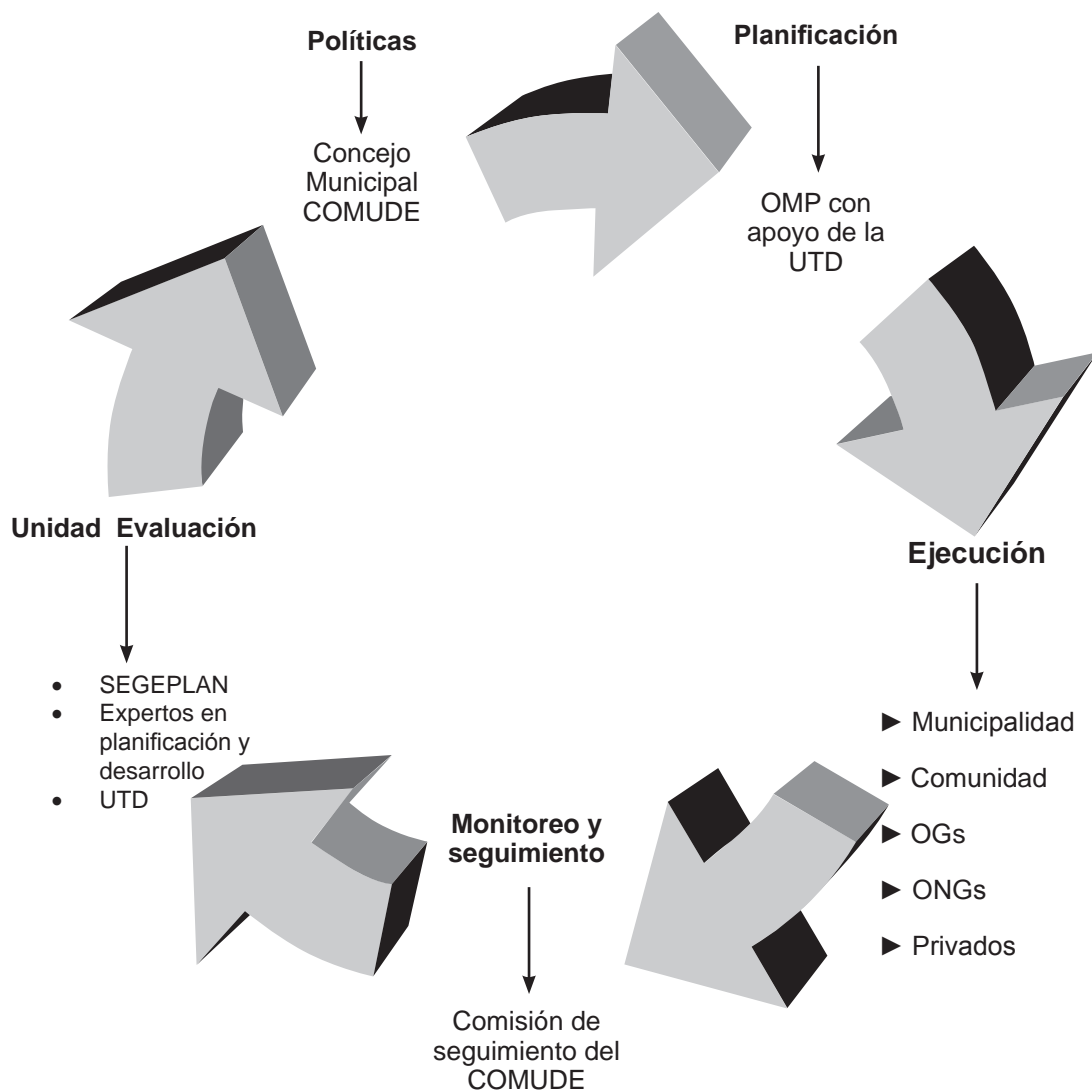 Políticas
Concejo
Municipal
COMUDE
Planificación
OMP con
apoyo de la
UTD
Ejecución
► Municipalidad
► Comunidad
► OGs
► ONGs
► Privados
Monitoreo y
seguimiento
Comisión de
seguimiento del
COMUDE
Unidad Evaluación
• SEGEPLAN
• Expertos en
planificación y
desarrollo
• UTD